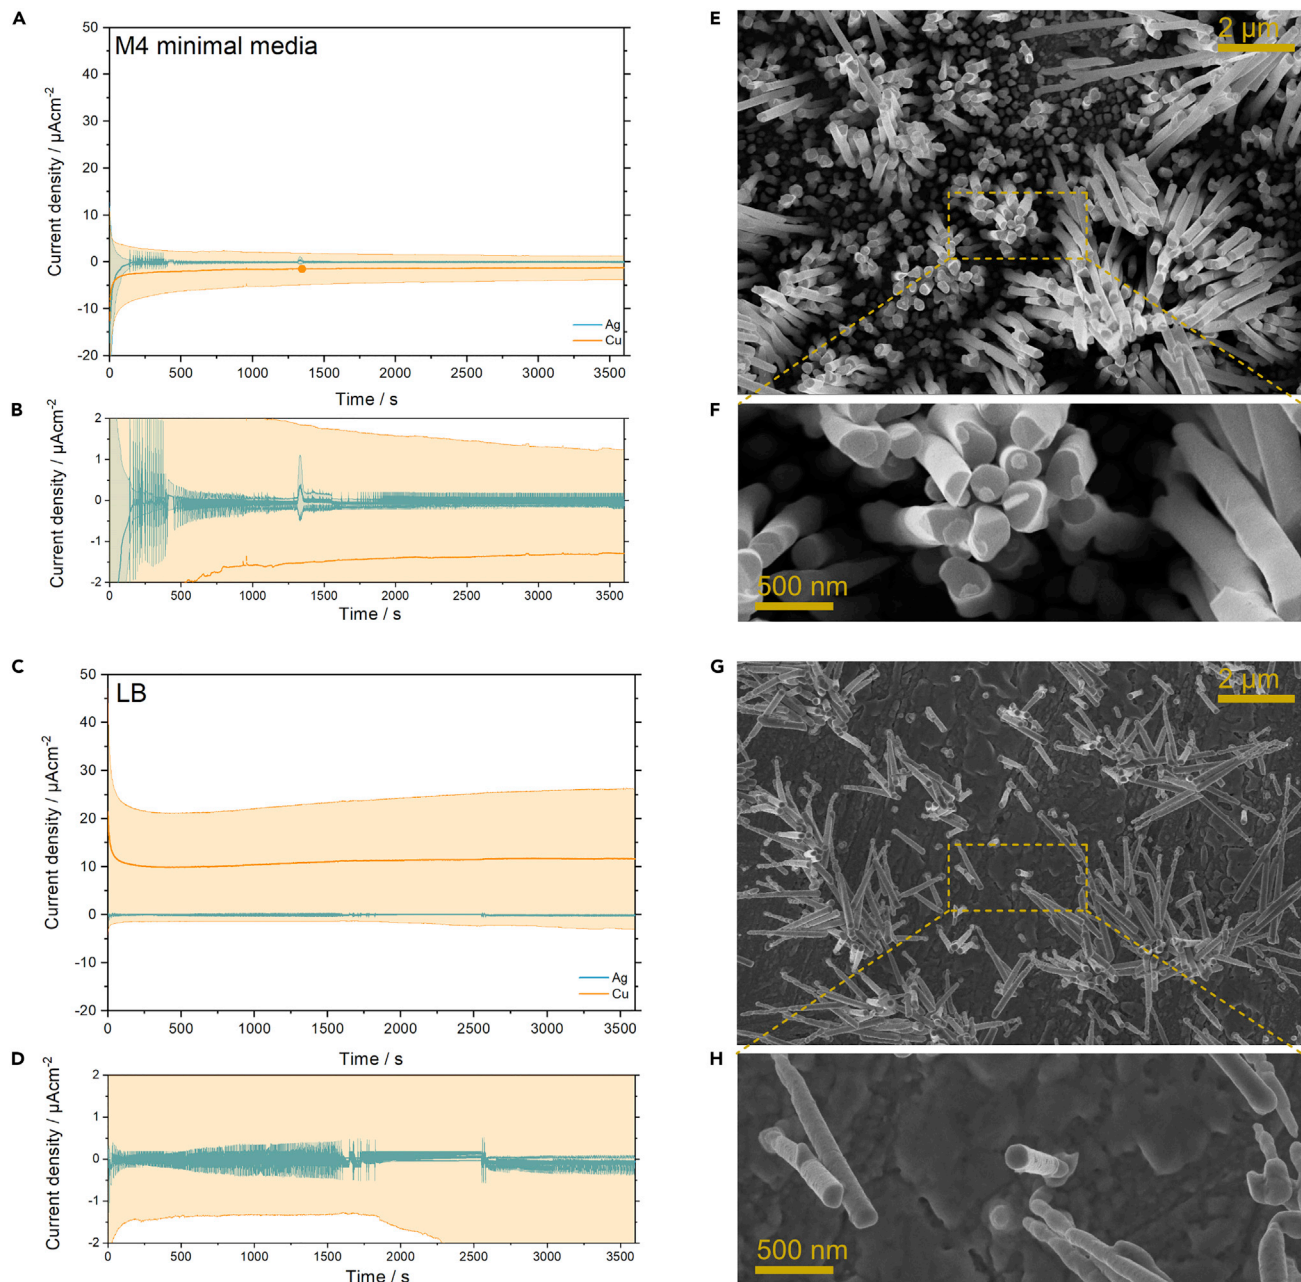 A
M4 minimal media
Current density / µAcm⁻²
50
40
30
20
10
0
-10
-20
Ag
Cu
0 500 1000 1500 2000 2500 3000 3500
Time / s
B
Current density / µAcm⁻²
2
1
0
-1
-2
0 500 1000 1500 2000 2500 3000 3500
Time / s
C
LB
Current density / µAcm⁻²
50
40
30
20
10
0
-10
-20
Ag
Cu
0 500 1000 1500 2000 2500 3000 3500
Time / s
D
Current density / µAcm⁻²
2
1
0
-1
-2
0 500 1000 1500 2000 2500 3000 3500
Time / s
E
2 µm
F
500 nm
G
2 µm
H
500 nm